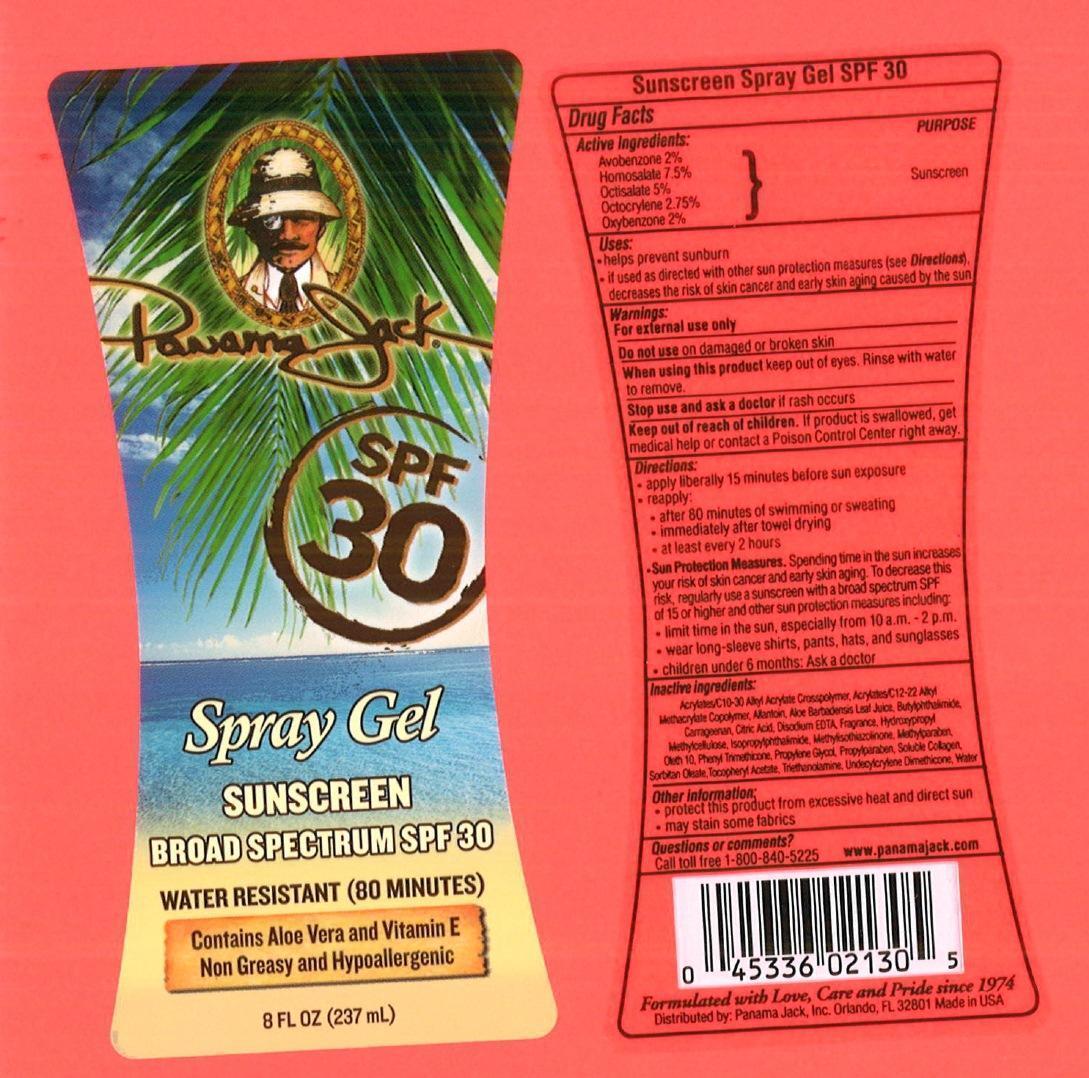 Panama Jack®
SPF
30
Spray Gel
SUNSCREEN
BROAD SPECTRUM SPF 30
WATER RESISTANT (80 MINUTES)
Contains Aloe Vera and Vitamin E
Non Greasy and Hypoallergenic
8 FL OZ (237 mL)
Sunscreen Spray Gel SPF 30
Drug Facts
Active Ingredients:
PURPOSE
Avobenzone 2%
Homosalate 7.5%
Octisalate 5%
Octocrylene 2.75%
Oxybenzone 2%
} Sunscreen
Uses:
• helps prevent sunburn
• if used as directed with other sun protection measures (see Directions),
decreases the risk of skin cancer and early skin aging caused by the sun
Warnings:
For external use only
Do not use on damaged or broken skin
When using this product keep out of eyes. Rinse with water
to remove.
Stop use and ask a doctor if rash occurs
Keep out of reach of children. If product is swallowed, get
medical help or contact a Poison Control Center right away.
Directions:
• apply liberally 15 minutes before sun exposure
• reapply:
• after 80 minutes of swimming or sweating
• immediately after towel drying
• at least every 2 hours
• Sun Protection Measures. Spending time in the sun increases
your risk of skin cancer and early skin aging. To decrease this
risk, regularly use a sunscreen with a broad spectrum SPF
of 15 or higher and other sun protection measures including:
• limit time in the sun, especially from 10 a.m. - 2 p.m.
• wear long-sleeve shirts, pants, hats, and sunglasses
• children under 6 months: Ask a doctor
Inactive ingredients:
Acrylates/C10-30 Alkyl Acrylate Crosspolymer, Acrylates/C12-22 Alkyl
Methacrylate Copolymer, Allantoin, Aloe Barbadensis Leaf Juice, Butylphthalimide,
Carrageenan, Citric Acid, Disodium EDTA, Fragrance, Hydroxypropyl
Methylcellulose, Isopropylphthalimide, Methylisothiazolinone, Methylparaben,
Oleth 10, Phenyl Trimethicone, Propylene Glycol, Propylparaben, Soluble Collagen,
Sorbitan Oleate, Tocopheryl Acetate, Triethanolamine, Undecylcrylene Dimethicone, Water
Other information:
• protect this product from excessive heat and direct sun
• may stain some fabrics
Questions or comments?
Call toll free 1-800-840-5225 www.panamajack.com
0 45336 02130 5
Formulated with Love, Care and Pride since 1974
Distributed by: Panama Jack, Inc. Orlando, FL 32801 Made in USA